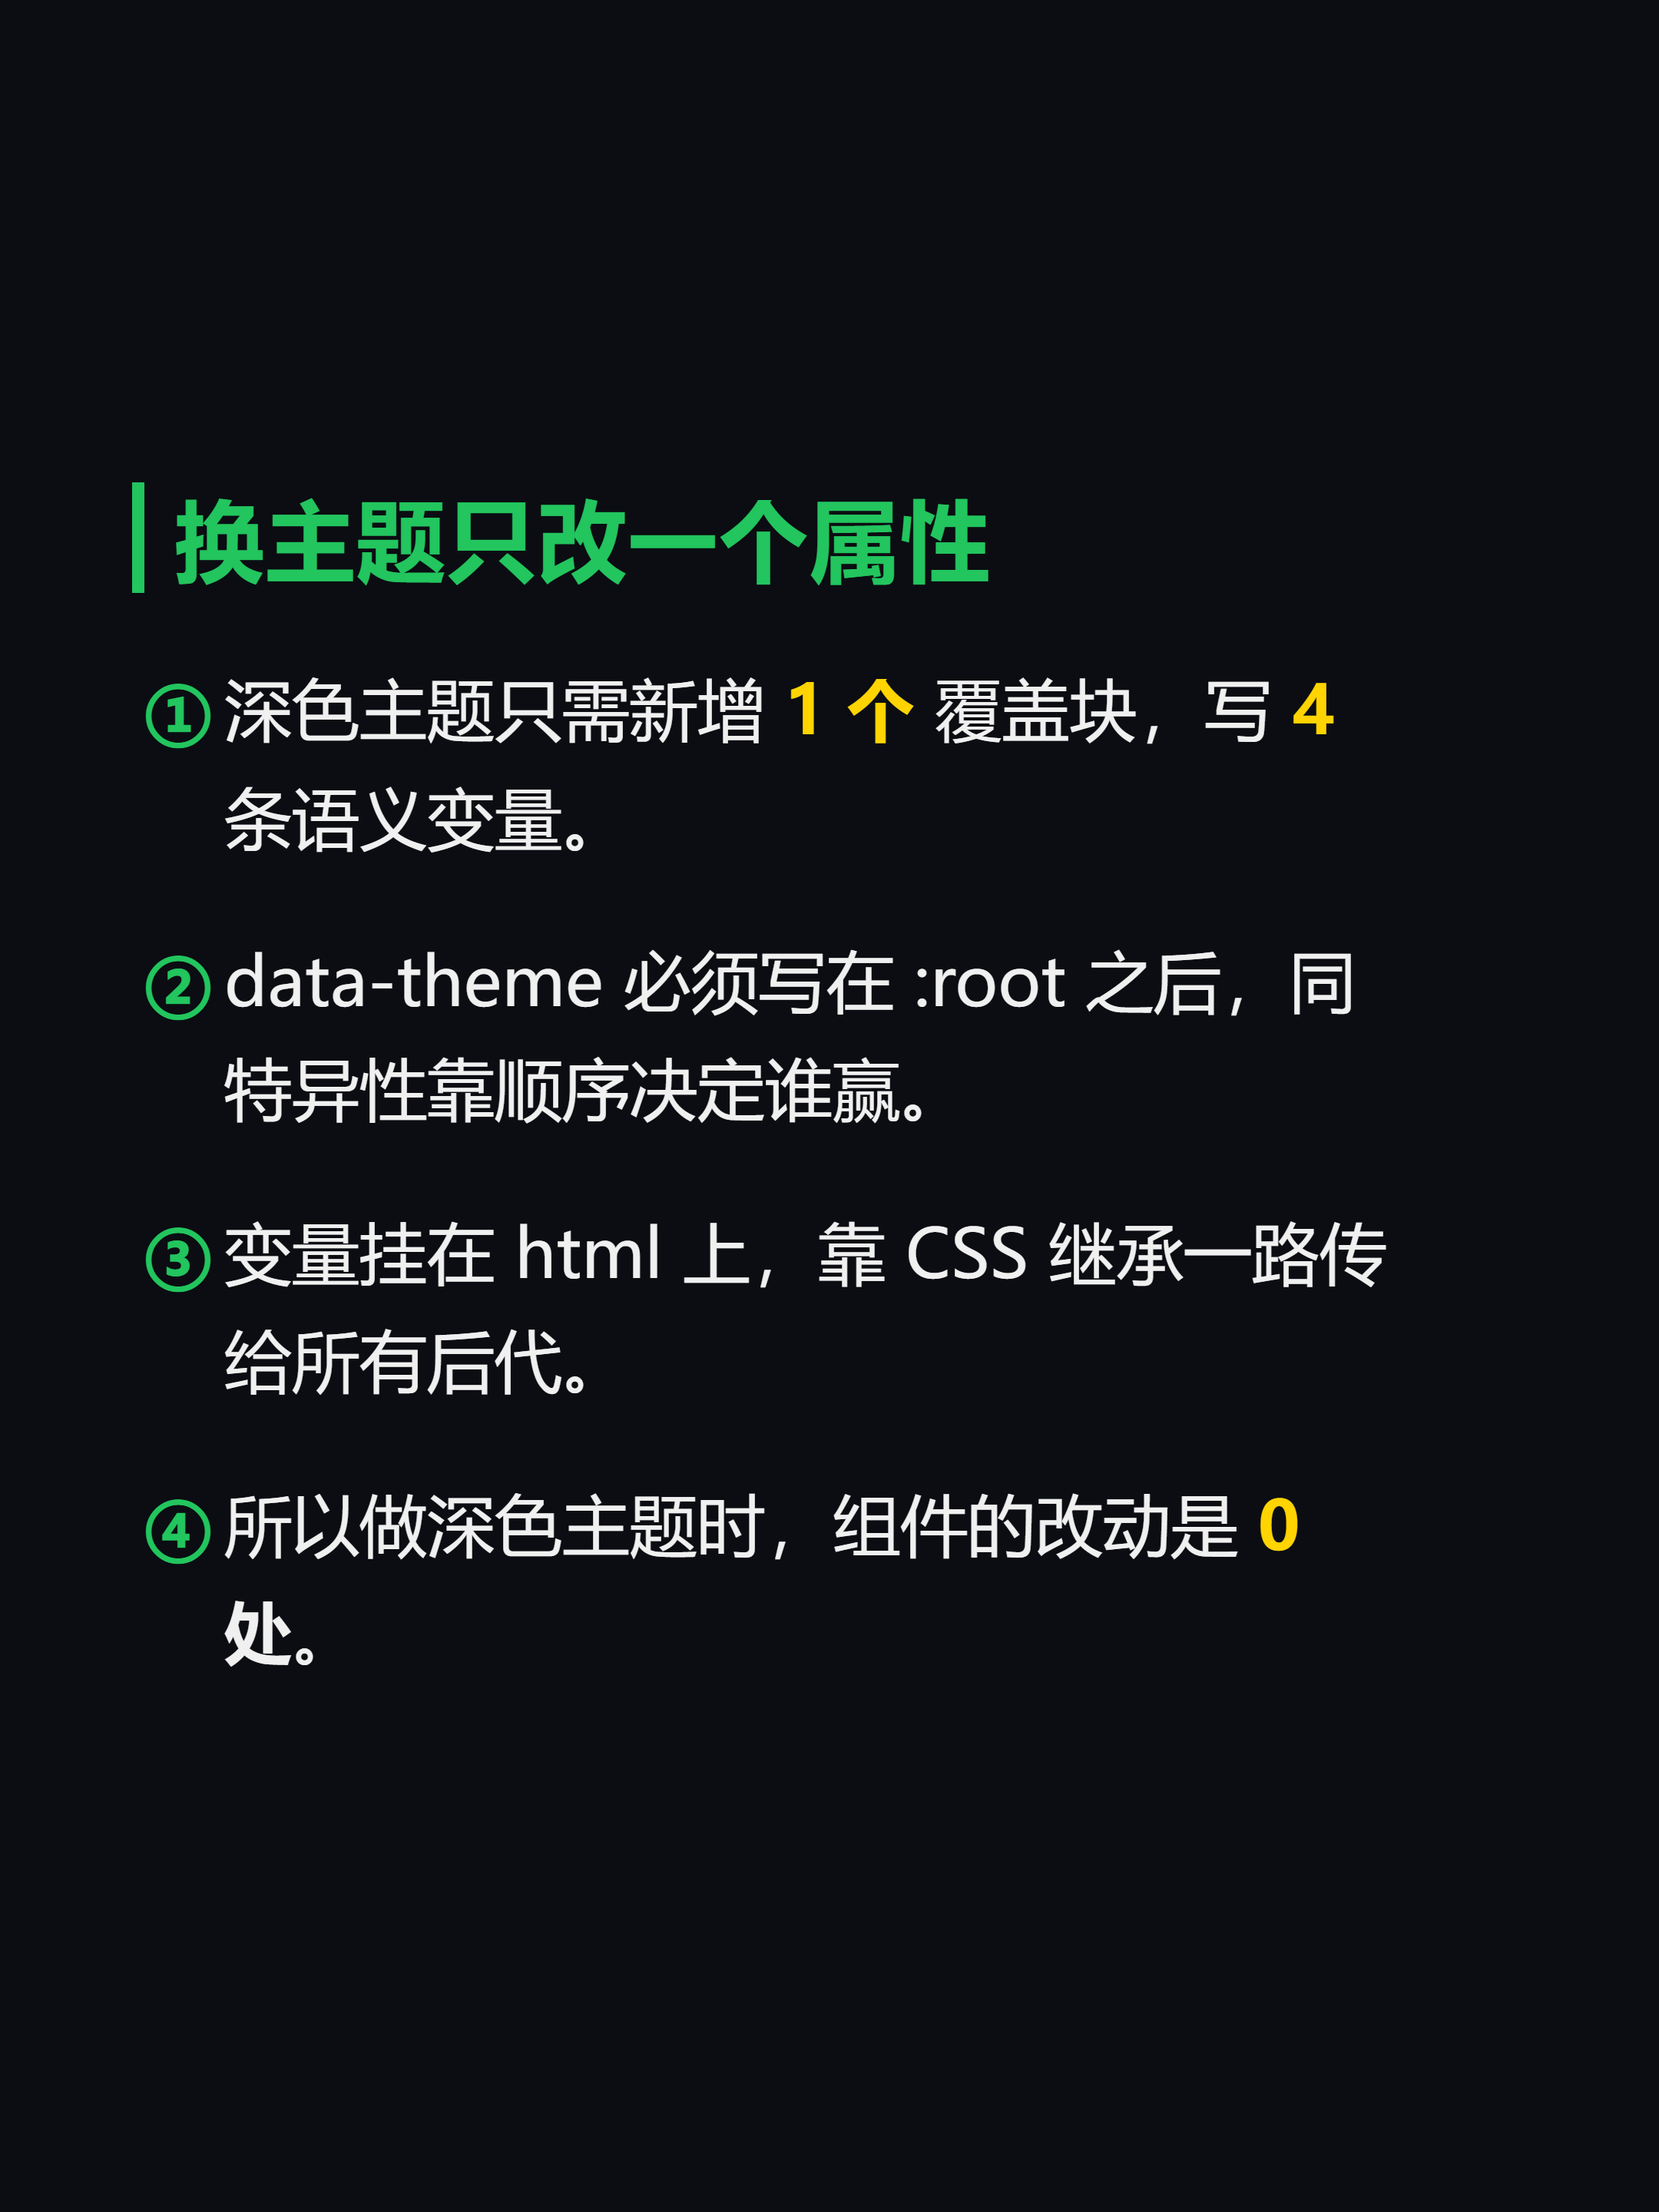 换主题只改一个属性
① 深色主题只需新增 1 个 覆盖块，写 4
条语义变量。
② data-theme 必须写在 :root 之后，同
特异性靠顺序决定谁赢。
③ 变量挂在 html 上，靠 CSS 继承一路传
给所有后代。
④ 所以做深色主题时，组件的改动是 0
处。